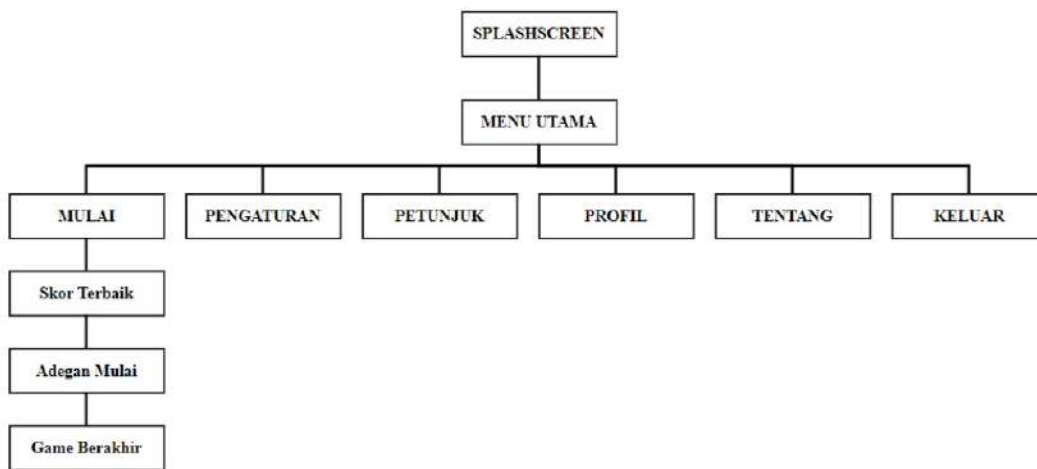 SPLASHSCREEN
MENU UTAMA
MULAI
PENGATURAN
PETUNJUK
PROFIL
TENTANG
KELUAR
Skor Terbaik
Adegan Mulai
Game Berakhir